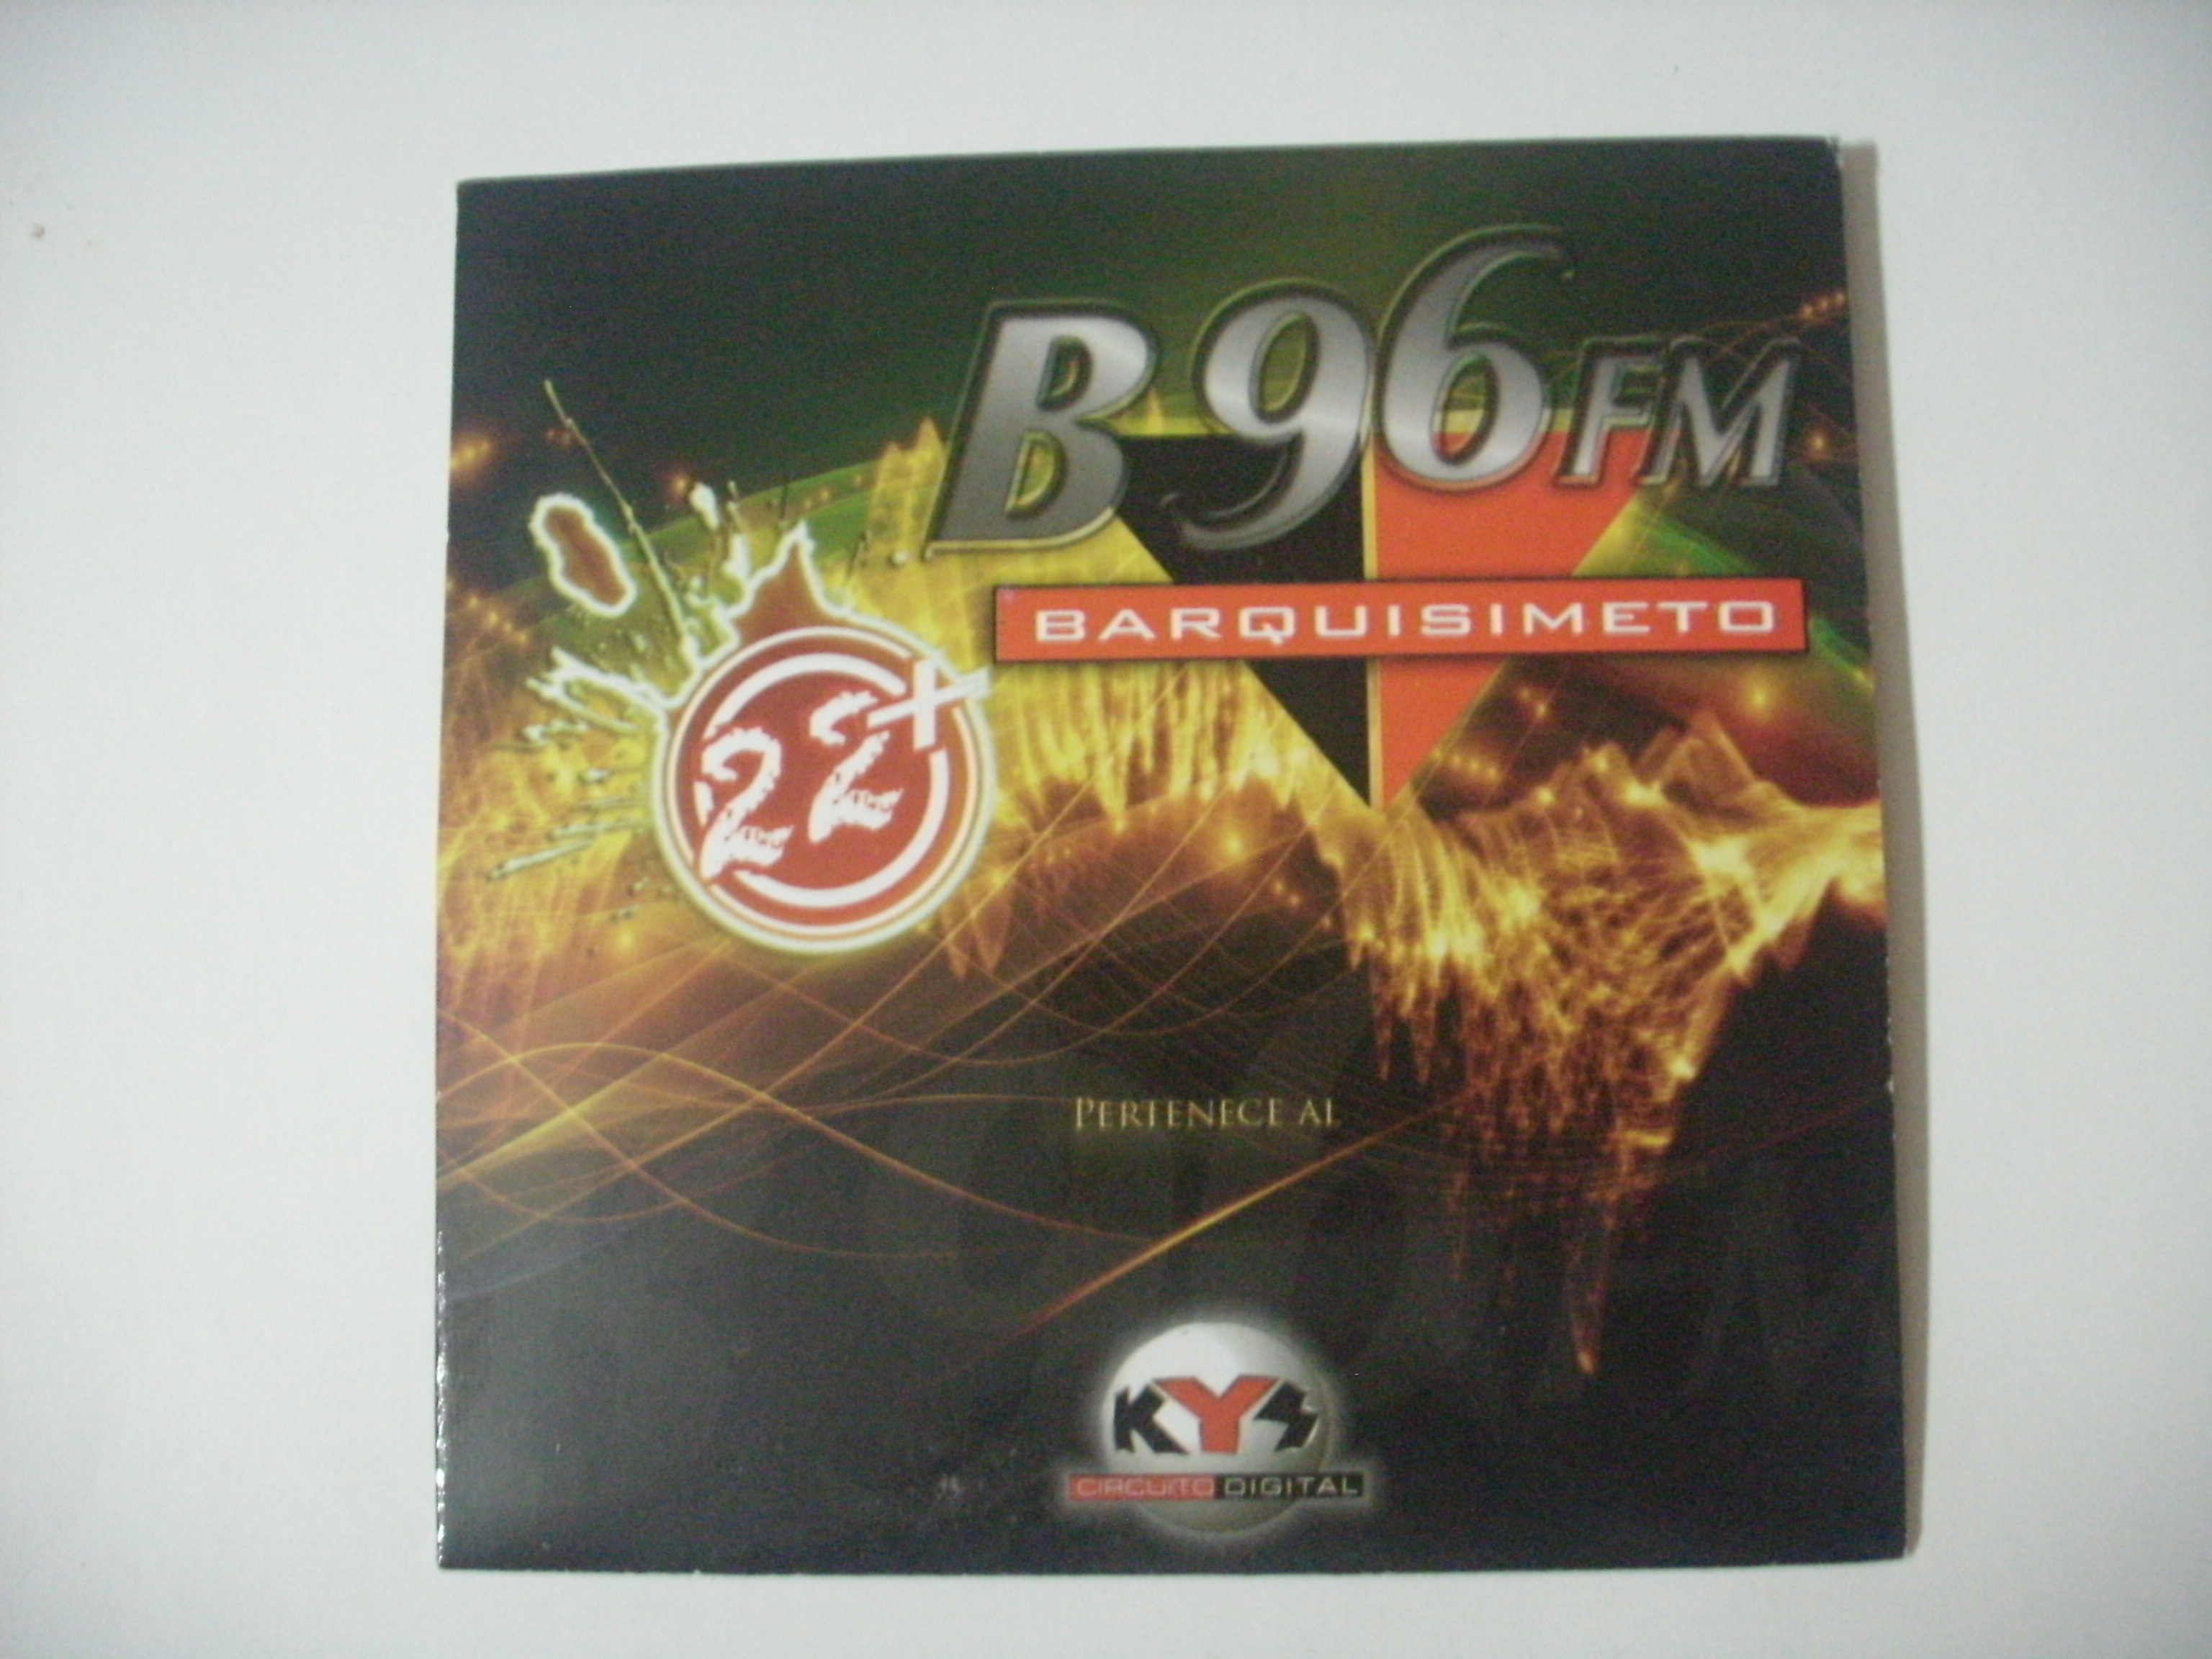 B96FM
BARQUISIMETO
22+
PERTENECE AL
KYS
CIRCUITO DIGITAL